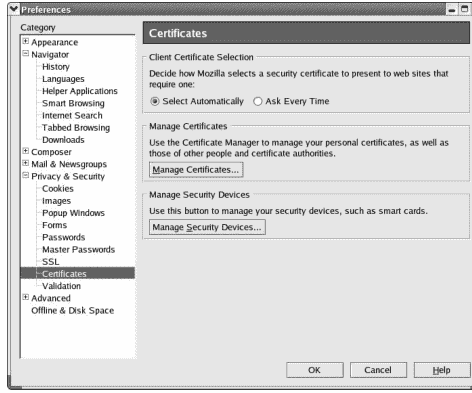 Preferences
Category
Appearance
Navigator
History
Languages
Helper Applications
Smart Browsing
Internet Search
Tabbed Browsing
Downloads
Composer
Mail & Newsgroups
Privacy & Security
Cookies
Images
Popup Windows
Forms
Passwords
Master Passwords
SSL
Certificates
Validation
Advanced
Offline & Disk Space
Certificates
Client Certificate Selection
Decide how Mozilla selects a security certificate to present to web sites that
require one:
Select Automatically Ask Every Time
Manage Certificates
Use the Certificate Manager to manage your personal certificates, as well as
those of other people and certificate authorities.
Manage Certificates...
Manage Security Devices
Use this button to manage your security devices, such as smart cards.
Manage Security Devices...
OK Cancel Help